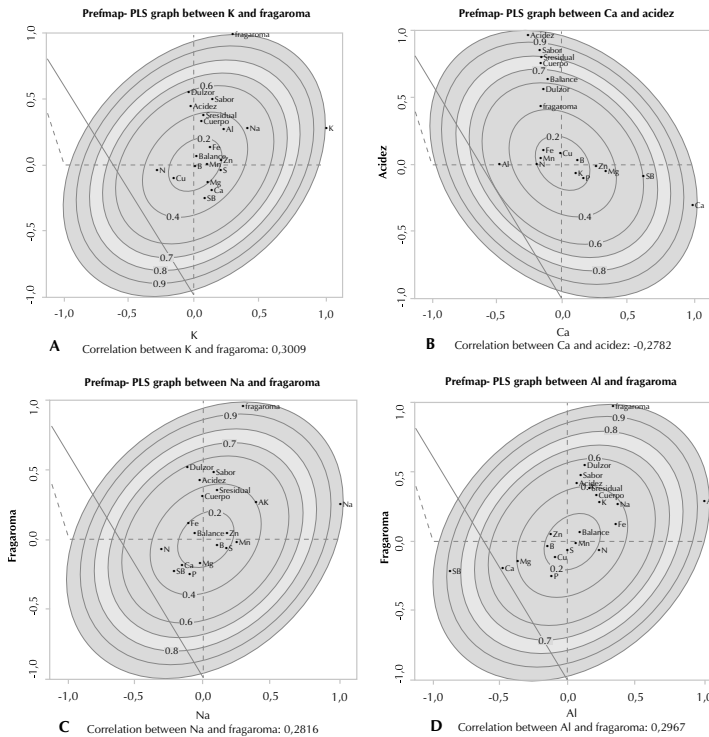 Prefmap- PLS graph between K and fragaroma
1,0
0,5
0,0
-0,5
-1,0
fragaroma
0.6
Dulzor
Sabor
Acidez
Sresidual
Cuerpo
Al
Na
K
0.2
Fe
Balance
Zn
B
Mn
S
N
Cu
Mg
Ca
SB
0.4
0.7
0.8
0.9
-1,0
-0,5
0,0
0,5
1,0
K
A
Correlation between K and fragaroma: 0,3009
Prefmap- PLS graph between Ca and acidez
Acidez
1,0
0,5
0,0
-0,5
-1,0
Acidez
0.9
Sabor
Sresidual
Cuerpo
0.7
Balance
Dulzor
fragaroma
0.2
Fe
Cu
Mn
N
B
Al
Zn
Mg
K
P
SB
Ca
0.4
0.6
0.8
-1,0
-0,5
0,0
0,5
1,0
Ca
B
Correlation between Ca and acidez: -0,2782
Prefmap- PLS graph between Na and fragaroma
Fragaroma
1,0
0,5
0,0
-0,5
-1,0
fragaroma
0.9
0.7
Dulzor
Sabor
Acidez
Sresidual
Cuerpo
AK
Na
0.2
Fe
Balance
Zn
Mn
B
S
N
Mg
Ca
SB
P
0.4
0.6
0.8
-1,0
-0,5
0,0
0,5
1,0
Na
C
Correlation between Na and fragaroma: 0,2816
Prefmap- PLS graph between Al and fragaroma
Fragaroma
1,0
0,5
0,0
-0,5
-1,0
fragaroma
0.9
0.8
0.6
Dulzor
Sabor
Acidez
Sresidual
Cuerpo
K
Na
Fe
Zn
Balance
B
Mn
S
N
Cu
Mg
Ca
SB
0.2
P
0.7
-1,0
-0,5
0,0
0,5
1,0
Al
D
Correlation between Al and fragaroma: 0,2967